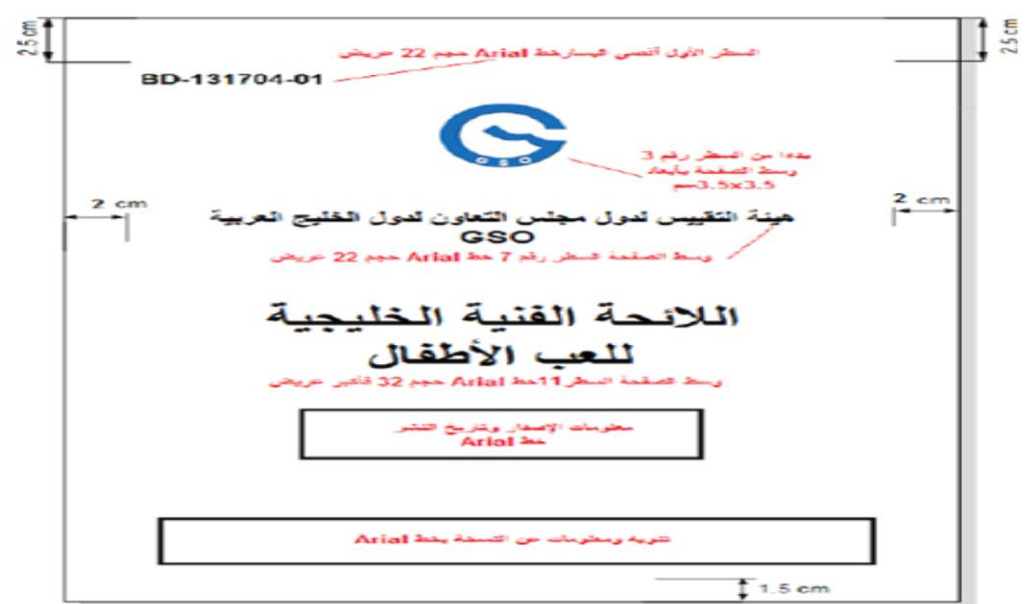 2.5 cm
2.5 cm
السطر الأول أقصى اليسار خط Arial حجم 22 عريض
BD-131704-01
GSO
بدءا من السطر رقم 3
وسط الصفحة بأبعاد
3.5x3.5سم
2 cm
2 cm
هيئة التقييس لدول مجلس التعاون لدول الخليج العربية
GSO
وسط الصفحة السطر رقم 7 خط Arial حجم 22 عريض
اللائحة الفنية الخليجية
للعب الأطفال
وسط الصفحة السطر 11خط Arial حجم 32 فأكبر عريض
معلومات الإصدار وتاريخ النشر
خط Arial
تنويه ومعلومات عن النسخة بخط Arial
1.5 cm